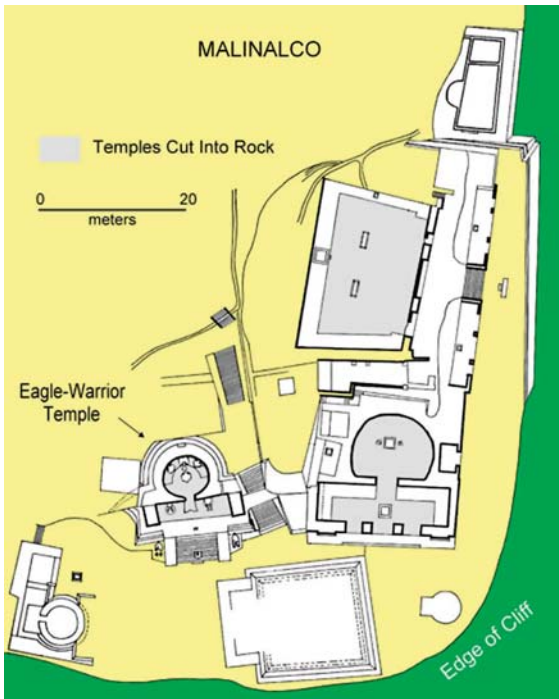 MALINALCO
Temples Cut Into Rock
0 20
meters
Eagle-Warrior
Temple
Edge of Cliff